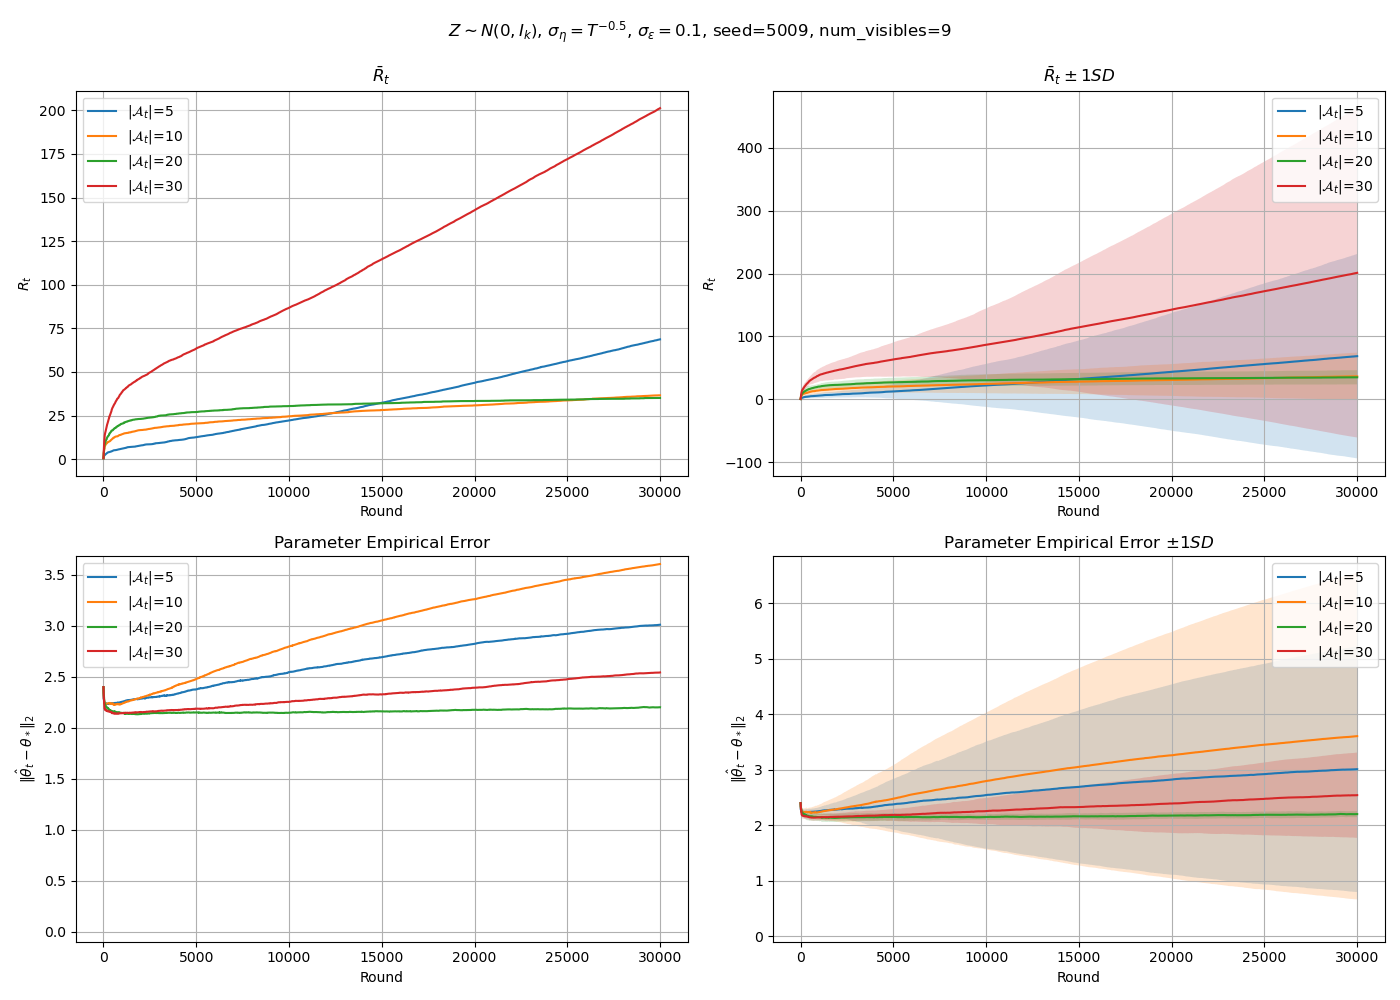 Z ∼ N(0, I_k), σ_η = T^{−0.5}, σ_ε = 0.1, seed=5009, num_visibles=9
R̄_t
R_t
200
175
150
125
100
75
50
25
0
|𝒜_t|=5
|𝒜_t|=10
|𝒜_t|=20
|𝒜_t|=30
0 5000 10000 15000 20000 25000 30000
Round
R̄_t ± 1SD
R_t
400
300
200
100
0
−100
|𝒜_t|=5
|𝒜_t|=10
|𝒜_t|=20
|𝒜_t|=30
0 5000 10000 15000 20000 25000 30000
Round
Parameter Empirical Error
‖θ̂_t − θ_*‖_2
3.5
3.0
2.5
2.0
1.5
1.0
0.5
0.0
|𝒜_t|=5
|𝒜_t|=10
|𝒜_t|=20
|𝒜_t|=30
0 5000 10000 15000 20000 25000 30000
Round
Parameter Empirical Error ±1SD
‖θ̂_t − θ_*‖_2
6
5
4
3
2
1
0
|𝒜_t|=5
|𝒜_t|=10
|𝒜_t|=20
|𝒜_t|=30
0 5000 10000 15000 20000 25000 30000
Round